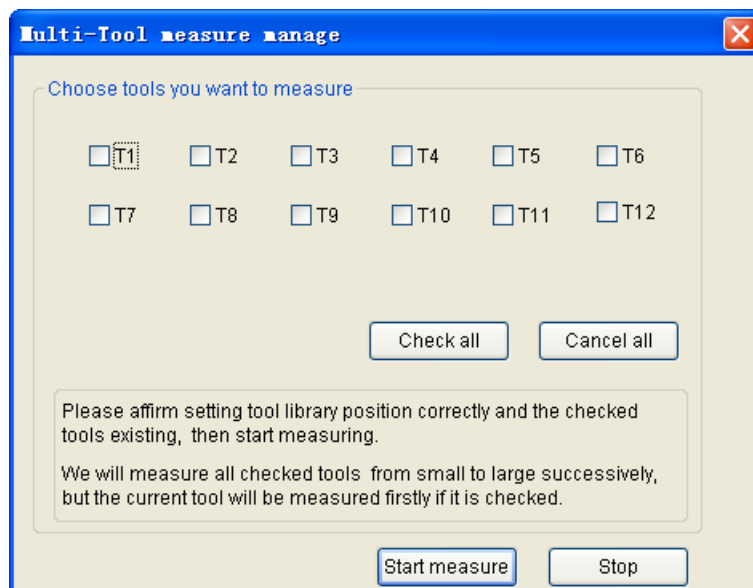 Multi-Tool measure manage
Choose tools you want to measure
T1 T2 T3 T4 T5 T6
T7 T8 T9 T10 T11 T12
Check all Cancel all
Please affirm setting tool library position correctly and the checked
tools existing, then start measuring.
We will measure all checked tools from small to large successively,
but the current tool will be measured firstly if it is checked.
Start measure Stop